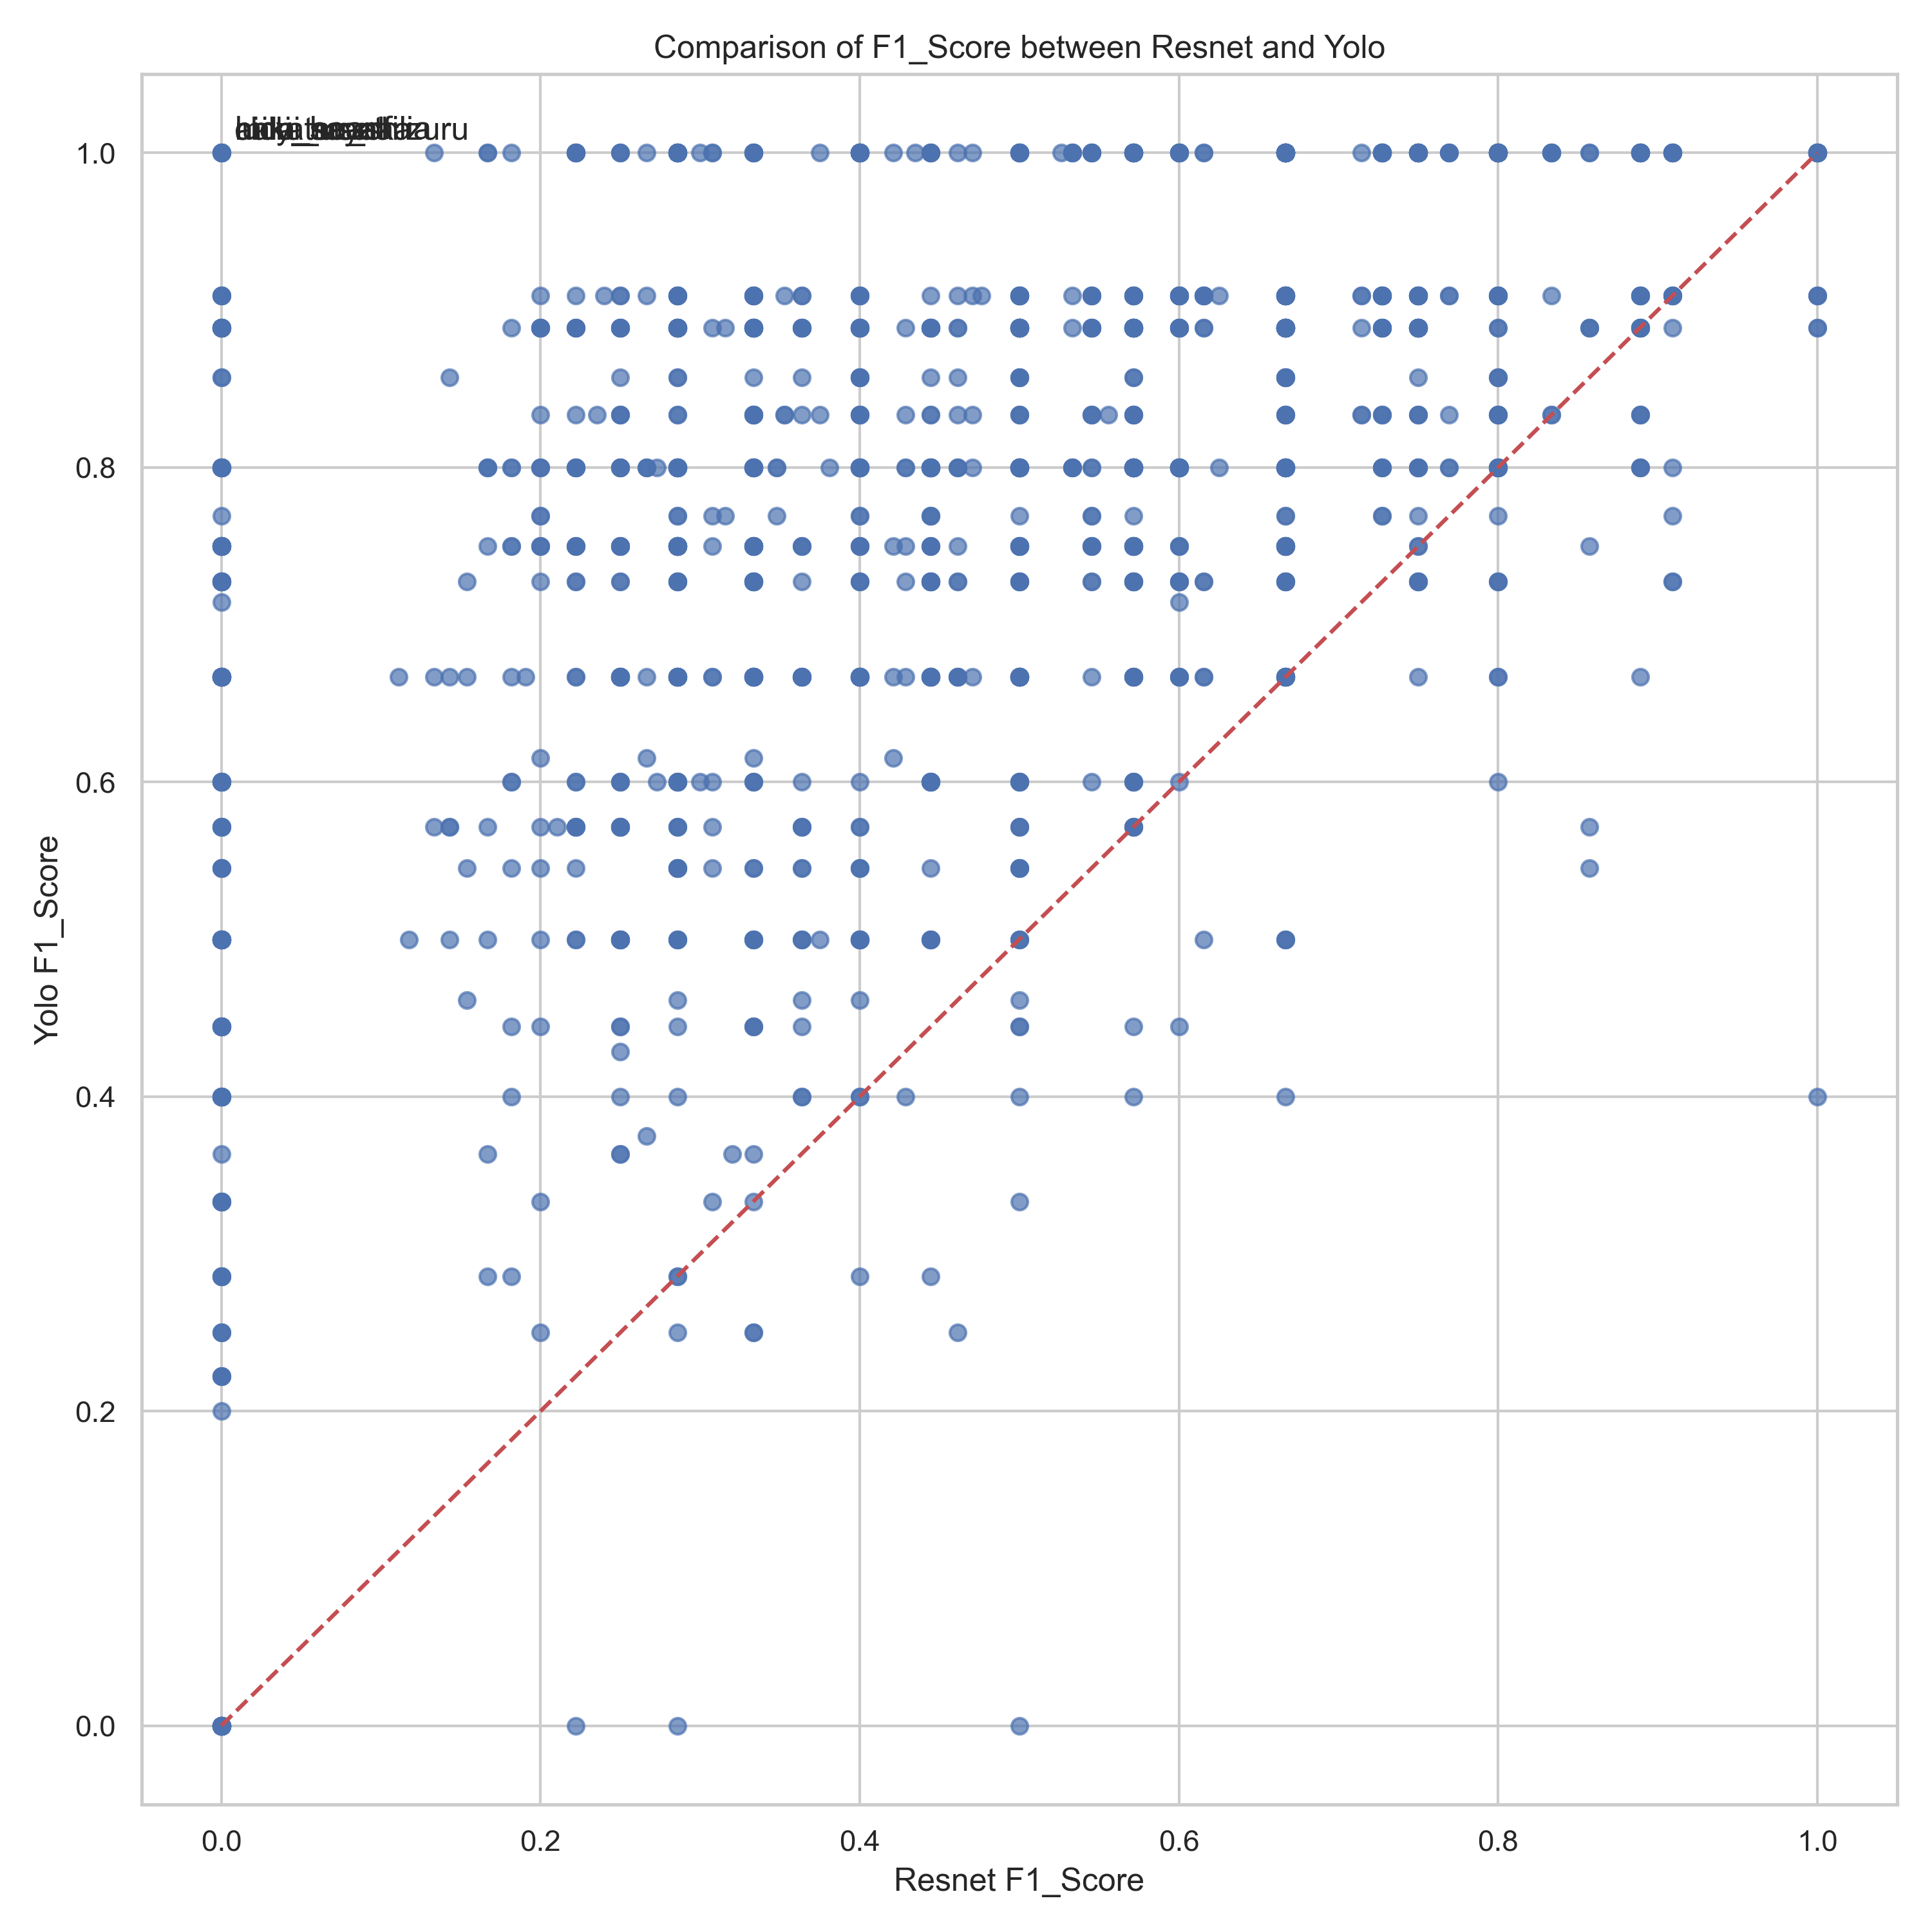 Comparison of F1_Score between Resnet and Yolo
1.0
0.8
0.6
0.4
0.2
0.0
Yolo F1_Score
0.0 0.2 0.4 0.6 0.8 1.0
Resnet F1_Score